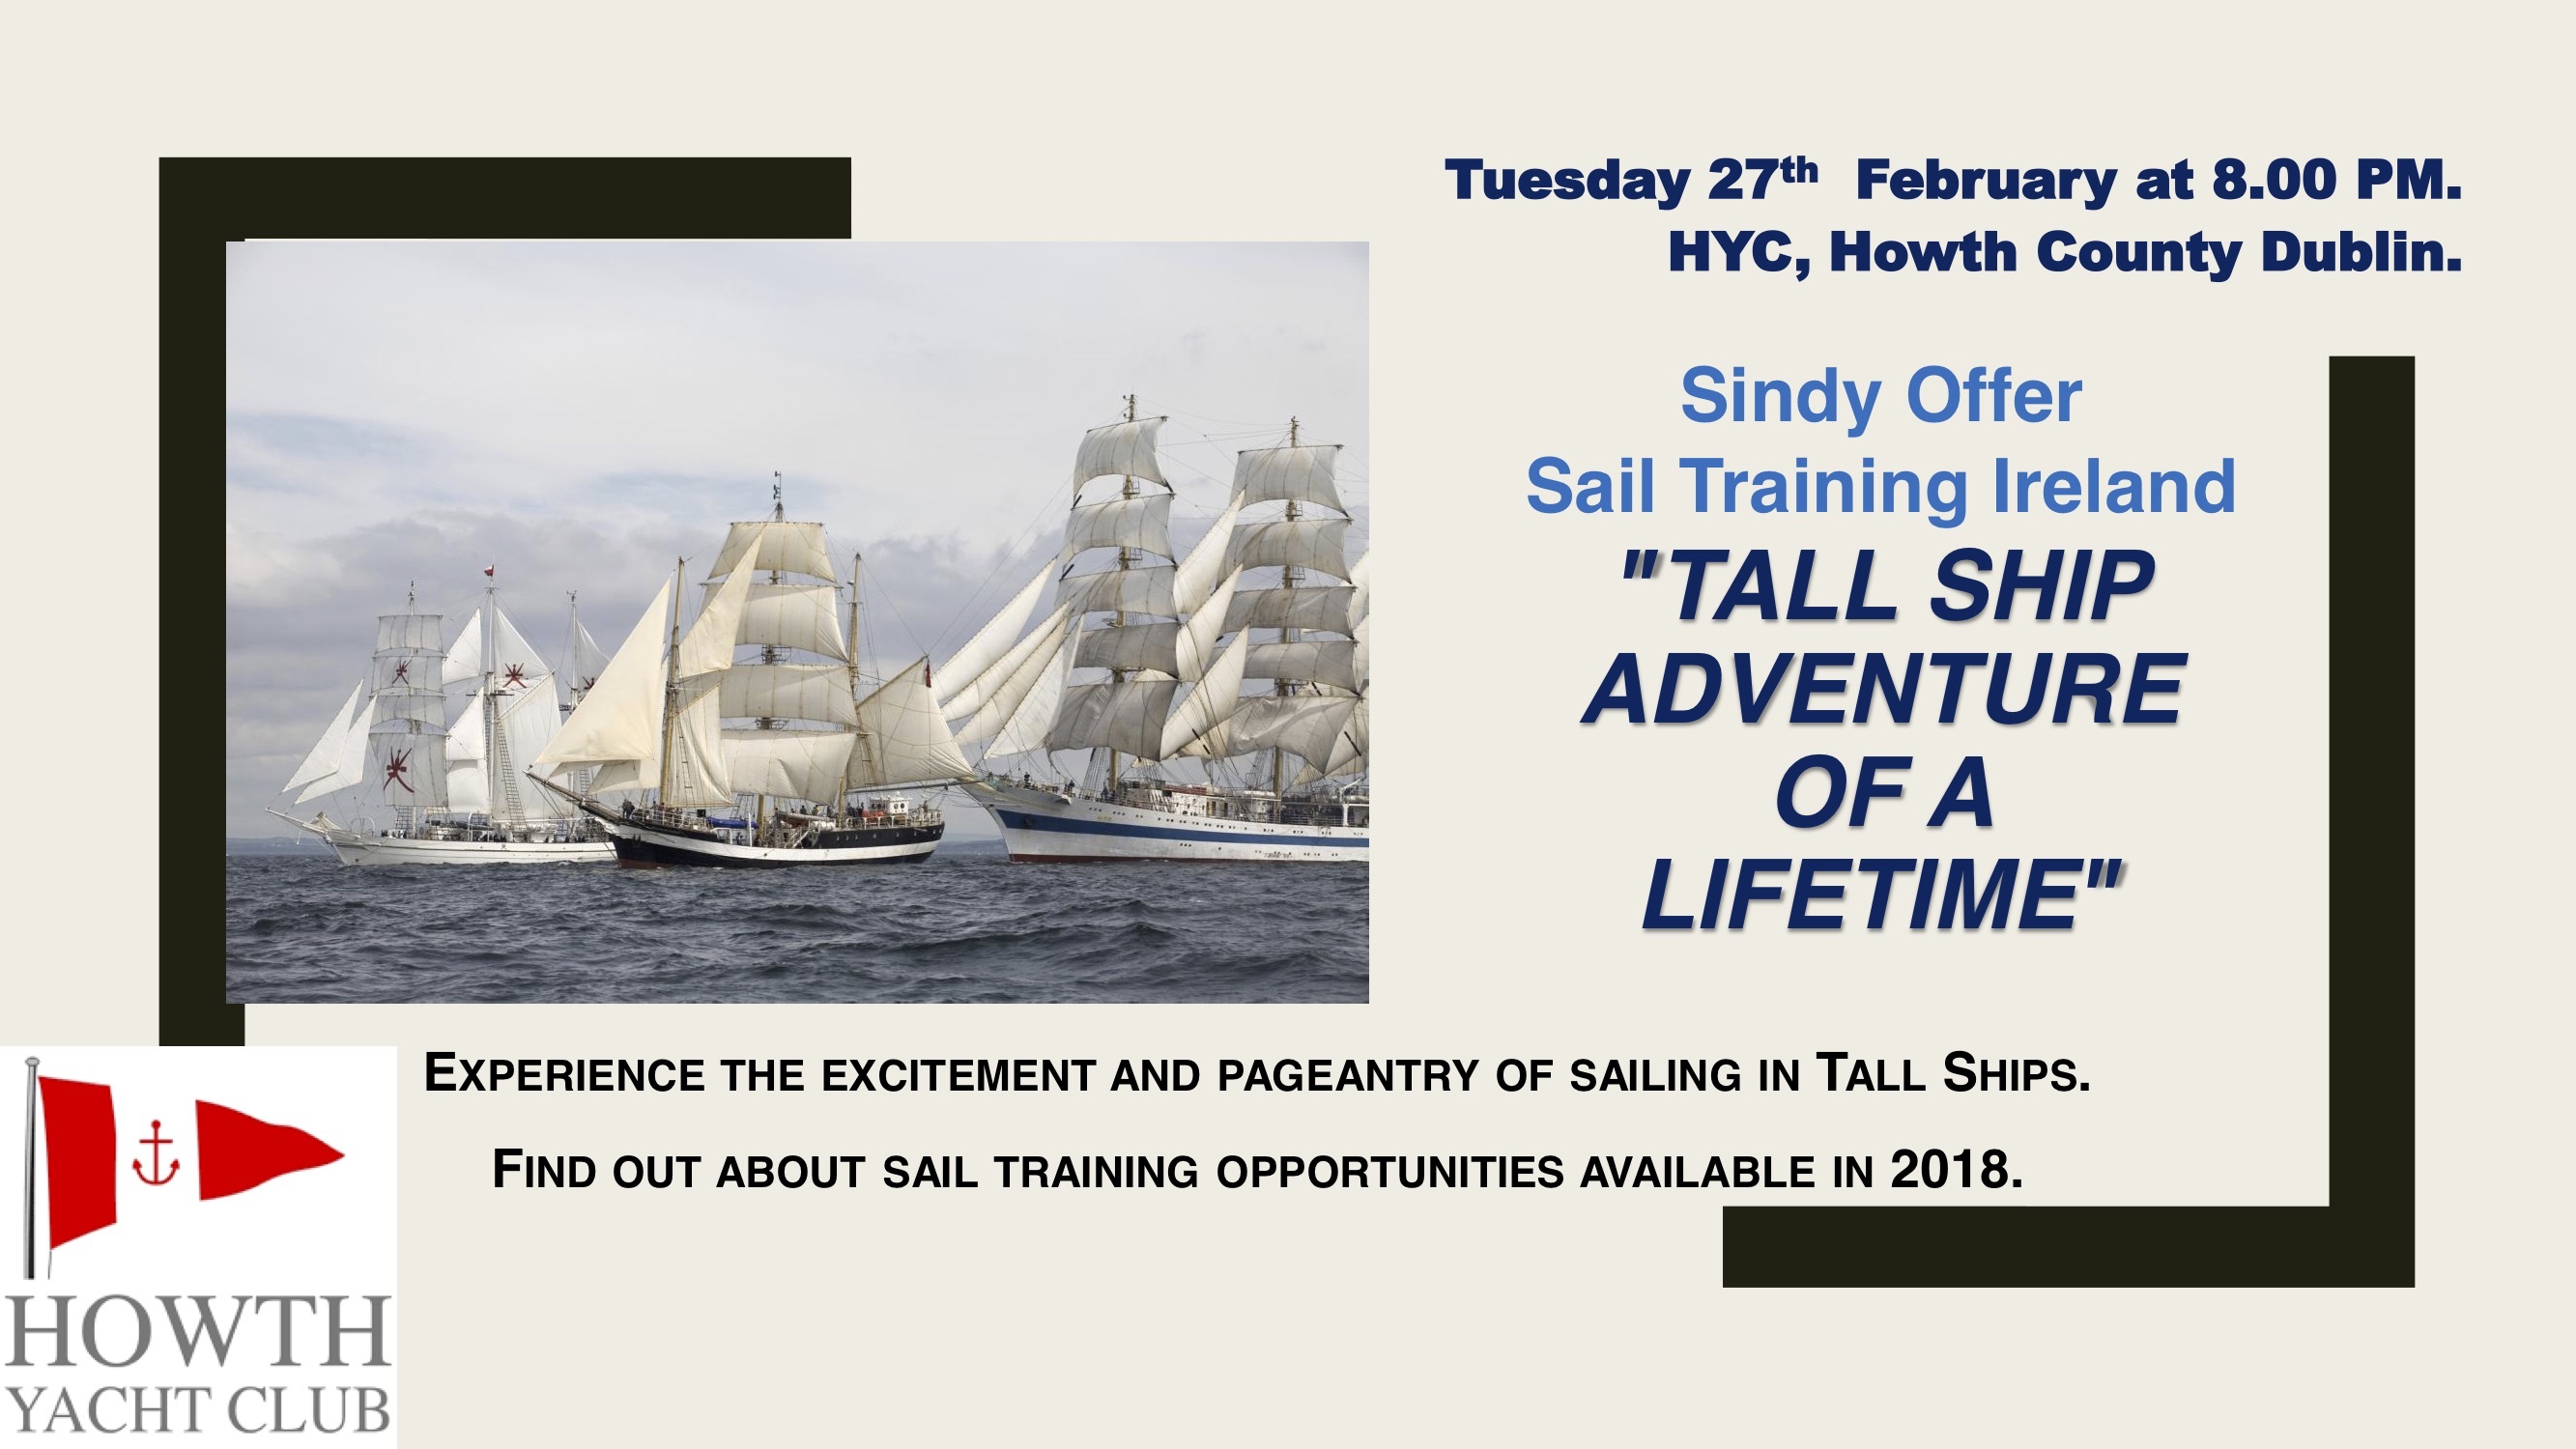 Tuesday 27th February at 8.00 PM.
HYC, Howth County Dublin.
Sindy Offer
Sail Training Ireland
"TALL SHIP
ADVENTURE
OF A
LIFETIME"
EXPERIENCE THE EXCITEMENT AND PAGEANTRY OF SAILING IN TALL SHIPS.
FIND OUT ABOUT SAIL TRAINING OPPORTUNITIES AVAILABLE IN 2018.
HOWTH
YACHT CLUB